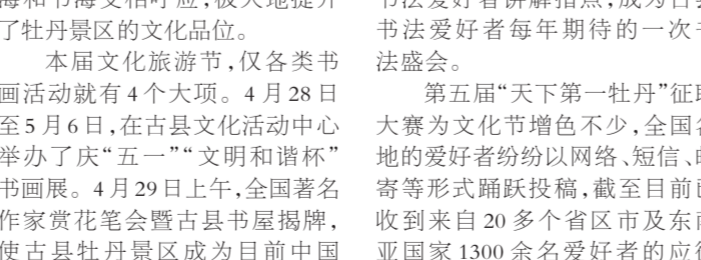 海和书海交相呼应,极大地提升
了牡丹景区的文化品位。
本届文化旅游节,仅各类书
画活动就有4个大项。4月28日
至5月6日,在古县文化活动中心
举办了庆“五一”“文明和谐杯”
书画展。4月29日上午,全国著名
作家赏花笔会暨古县书屋揭牌,
使古县牡丹景区成为目前中国
书法爱好者讲解指点,成为古县
书法爱好者每年期待的一次书
法盛会。
第五届“天下第一牡丹”征联
大赛为文化节增色不少,全国各
地的爱好者纷纷以网络、短信、邮
寄等形式踊跃投稿,截至目前已
收到来自20多个省区市及东南
亚国家1300余名爱好者的应征